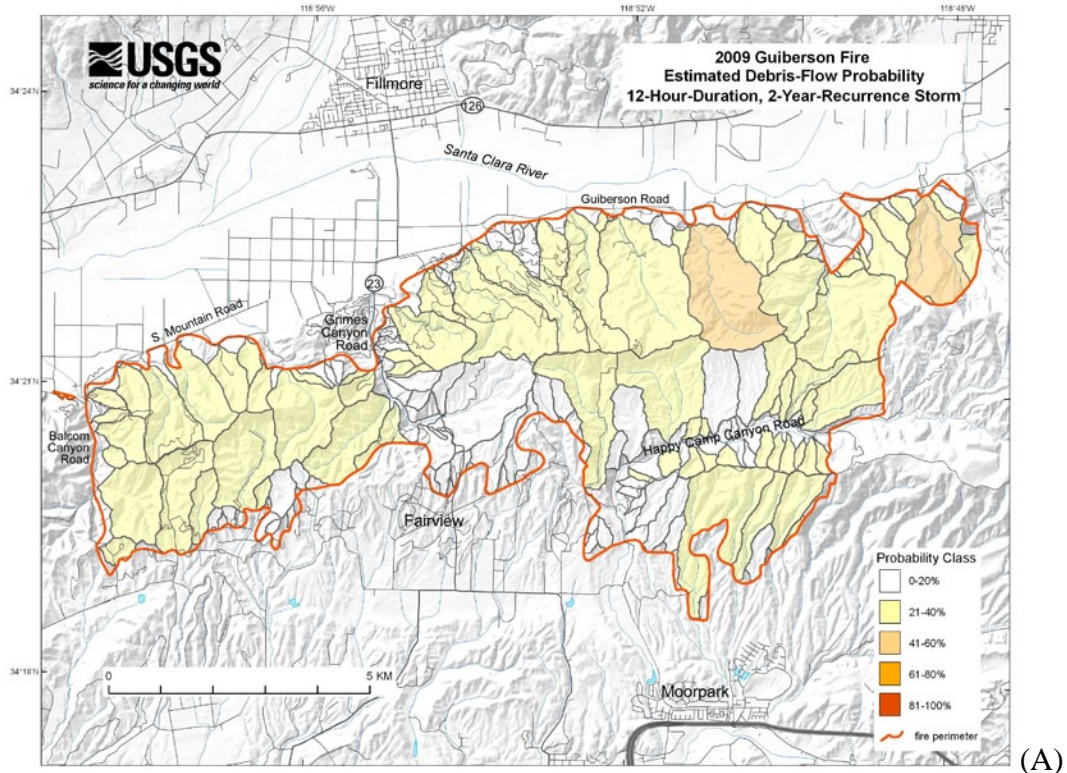 118°56'W
118°52'W
118°48'W
USGS
science for a changing world
2009 Guiberson Fire
Estimated Debris-Flow Probability
12-Hour-Duration, 2-Year-Recurrence Storm
Fillmore
34°24'N
126
Santa Clara River
Guiberson Road
23
S. Mountain Road
Grimes
Canyon
Road
34°21'N
Balcom
Canyon
Road
Happy Camp Canyon Road
Fairview
Probability Class
0-20%
21-40%
41-60%
61-80%
81-100%
fire perimeter
34°18'N
0
5 KM
Moorpark
(A)